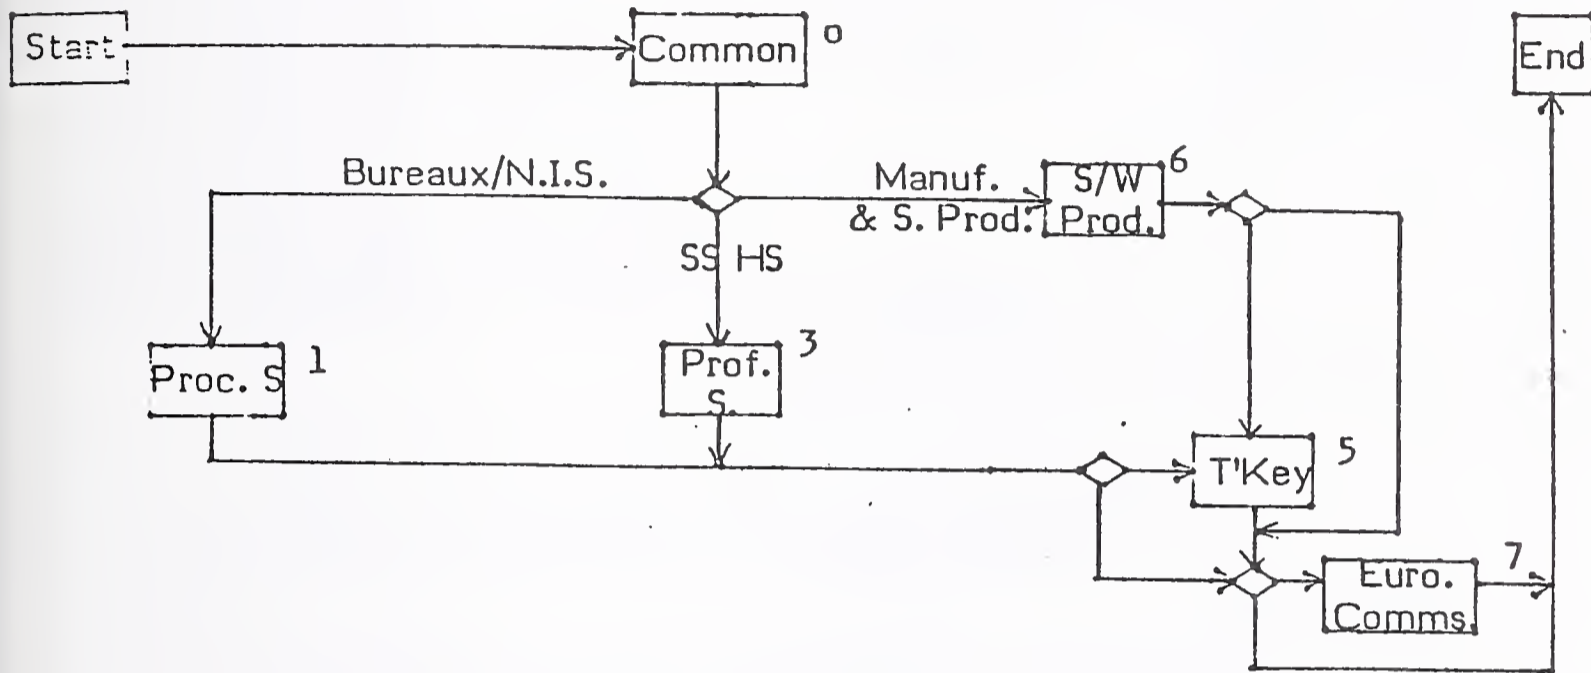 Start
Common
0
End
Bureaux/N.I.S.
Manuf.
& S. Prod.
S/W
Prod.
6
SS HS
Proc. S
1
Prof.
S.
3
T'Key
5
Euro.
Comms.
7